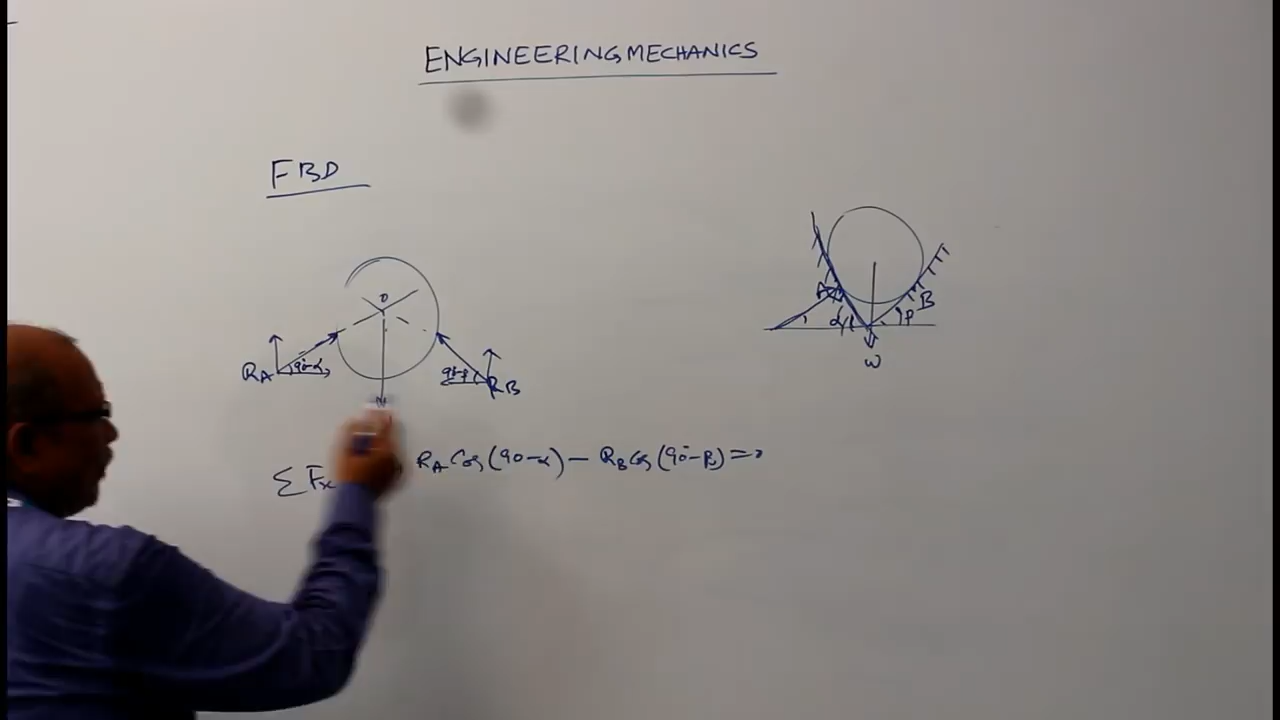 ENGINEERING MECHANICS
FBD
O
A
B
α
β
W
RA 90-α 90-β RB
ΣFx RA Cos (90-α) - RB Cos (90-β) = 0